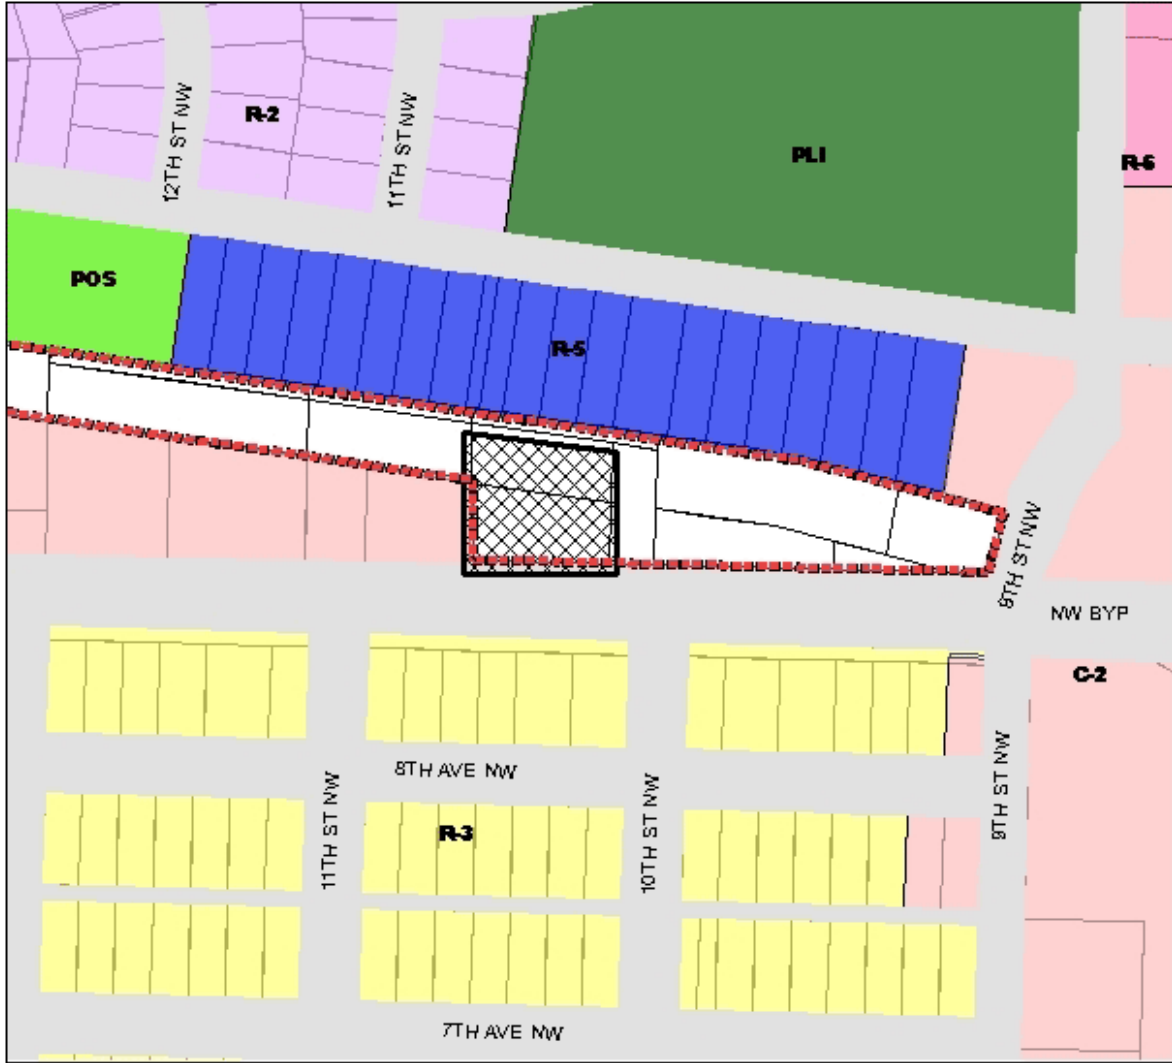 R-2
12TH ST NW
11TH ST NW
PLI
R-6
POS
R-5
9TH ST NW
NW BYP
C-2
8TH AVE NW
9TH ST NW
11TH ST NW
R-3
10TH ST NW
7TH AVE NW